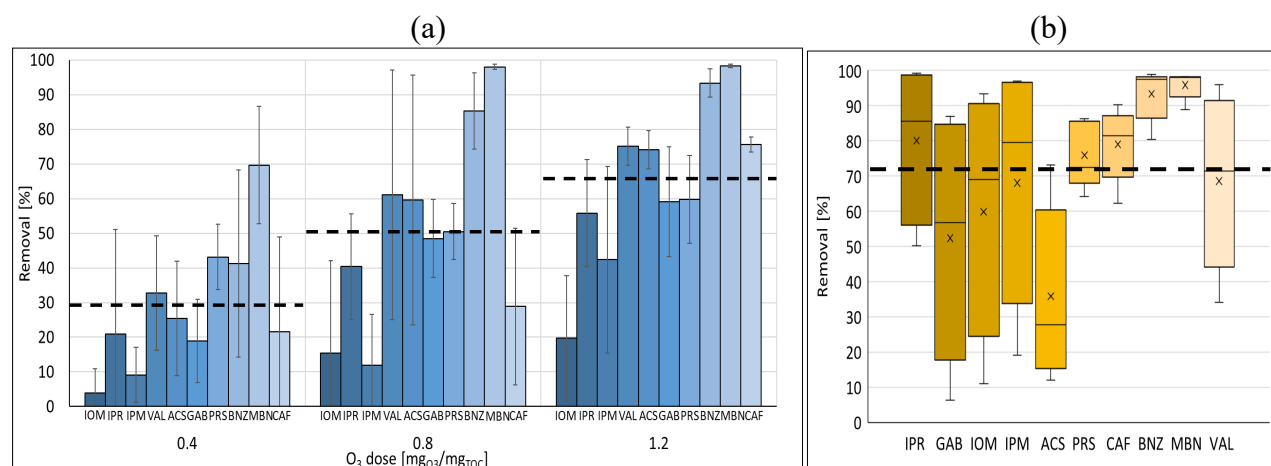 (a)
(b)
Removal [%]
100
90
80
70
60
50
40
30
20
10
0
IOM IPR IPM VAL ACS GAB PRS BNZ MBN CAF IOM IPR IPM VAL ACS GAB PRS BNZ MBN CAF IOM IPR IPM VAL ACS GAB PRS BNZ MBN CAF
0.4 0.8 1.2
O3 dose [mgO3/mgTOC]
Removal [%]
100
90
80
70
60
50
40
30
20
10
0
IPR GAB IOM IPM ACS PRS CAF BNZ MBN VAL